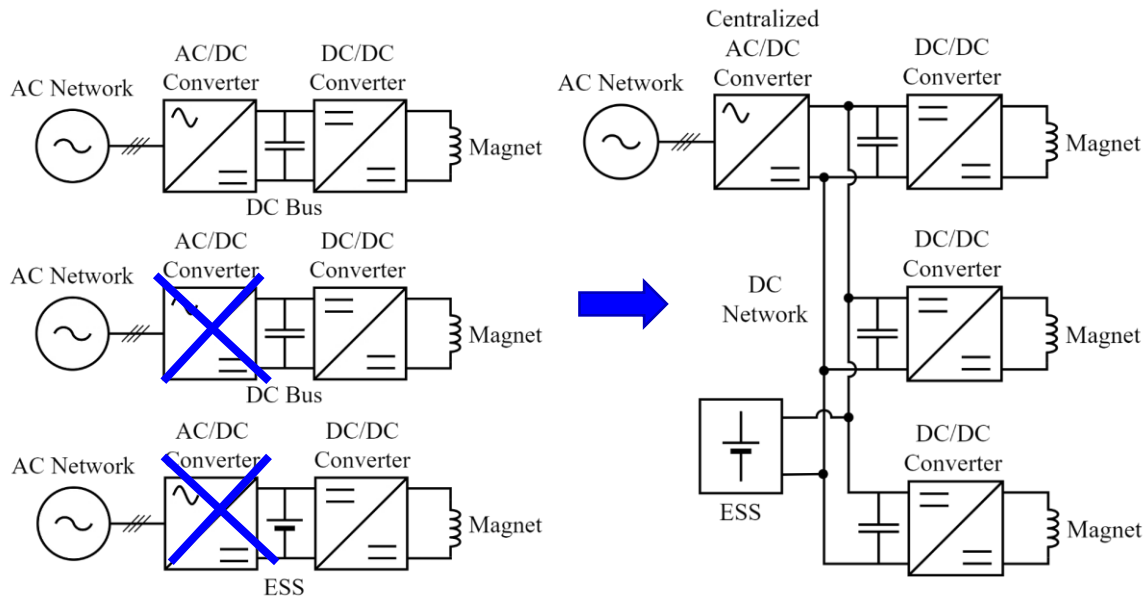 AC Network
AC/DC
Converter
DC/DC
Converter
Magnet
DC Bus
AC Network
AC/DC
Converter
DC/DC
Converter
Magnet
DC Bus
AC Network
AC/DC
Converter
DC/DC
Converter
Magnet
ESS
AC Network
Centralized
AC/DC
Converter
DC/DC
Converter
Magnet
DC
Network
DC/DC
Converter
Magnet
ESS
DC/DC
Converter
Magnet